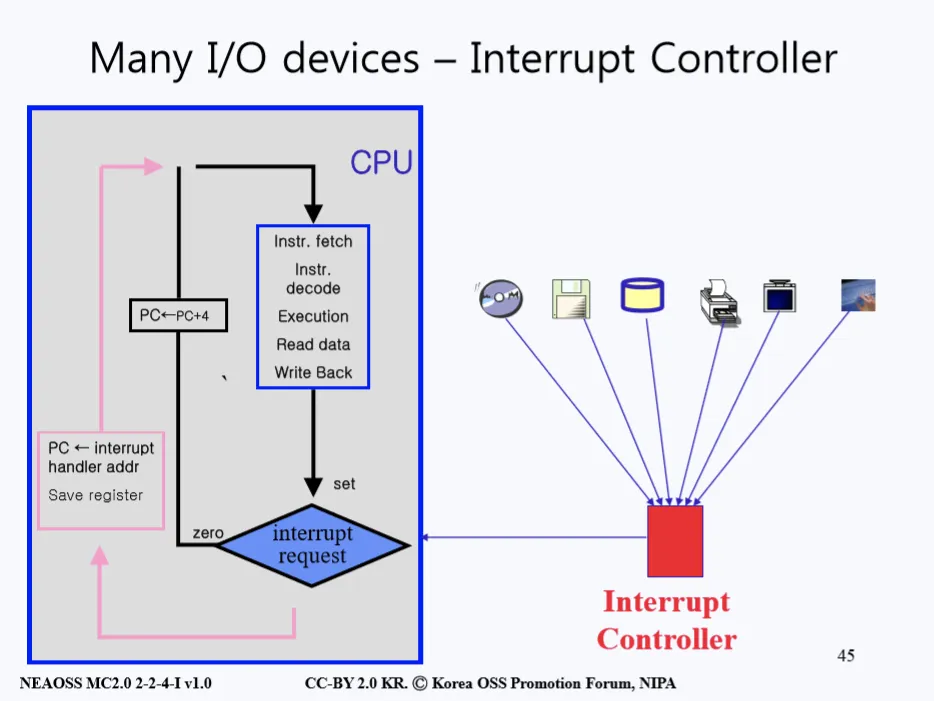 Many I/O devices – Interrupt Controller
CPU
Instr. fetch
Instr.
decode
Execution
Read data
Write Back
PC←PC+4
PC ← interrupt
handler addr
Save register
set
zero
interrupt
request
Interrupt
Controller
45
NEAOSS MC2.0 2-2-4-I v1.0
CC-BY 2.0 KR. Ⓒ Korea OSS Promotion Forum, NIPA